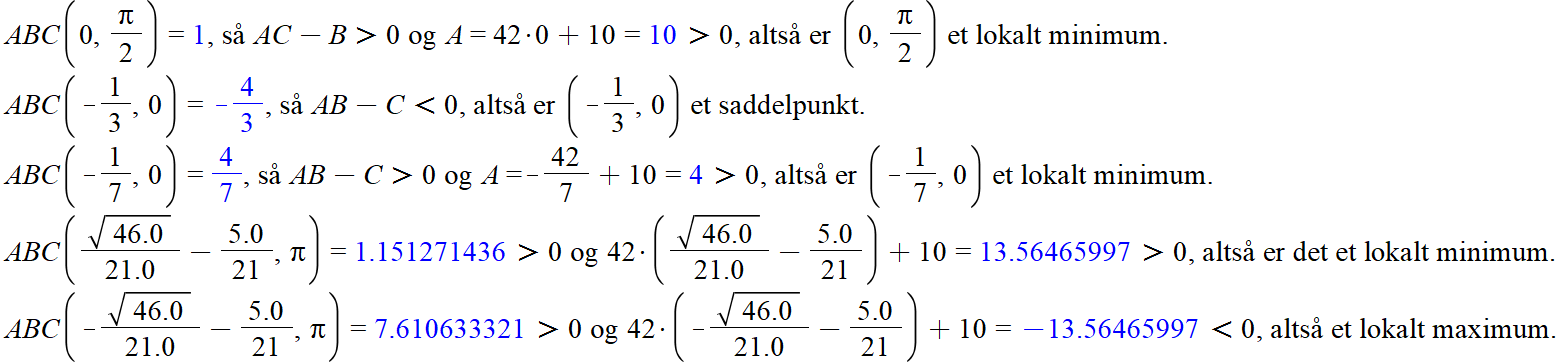 ABC(0, π/2) = 1, så AC − B > 0 og A = 42·0 + 10 = 10 > 0, altså er (0, π/2) et lokalt minimum.
ABC(-1/3, 0) = -4/3, så AB − C < 0, altså er (-1/3, 0) et saddelpunkt.
ABC(-1/7, 0) = 4/7, så AB − C > 0 og A = -42/7 + 10 = 4 > 0, altså er (-1/7, 0) et lokalt minimum.
ABC(√46.0/21.0 − 5.0/21, π) = 1.151271436 > 0 og 42·(√46.0/21.0 − 5.0/21) + 10 = 13.56465997 > 0, altså er det et lokalt minimum.
ABC(-√46.0/21.0 − 5.0/21, π) = 7.610633321 > 0 og 42·(-√46.0/21.0 − 5.0/21) + 10 = −13.56465997 < 0, altså et lokalt maximum.